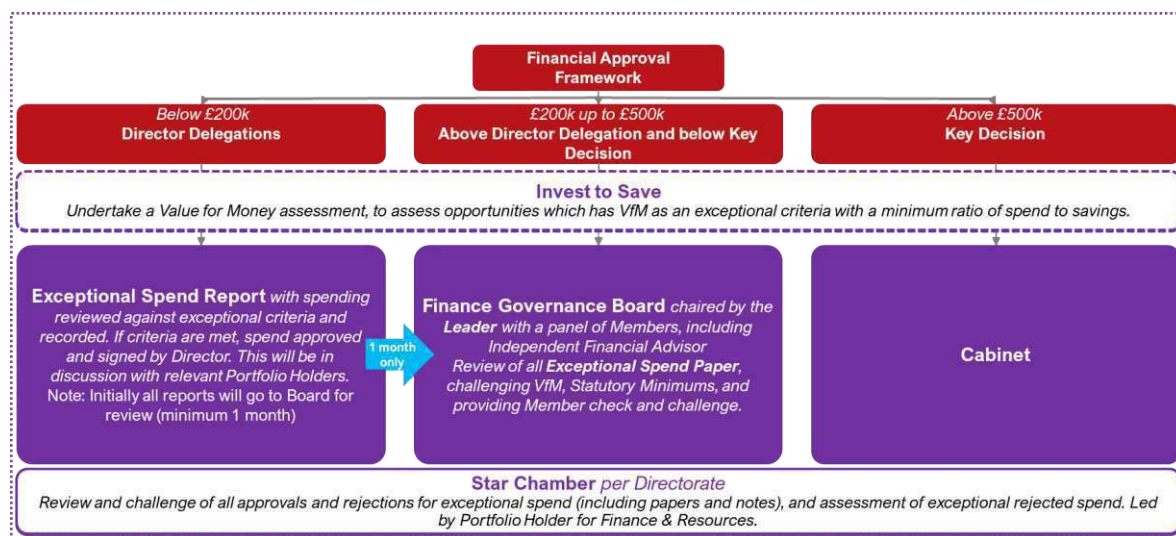 Financial Approval
Framework
Below £200k
Director Delegations
£200k up to £500k
Above Director Delegation and below Key
Decision
Above £500k
Key Decision
Invest to Save
Undertake a Value for Money assessment, to assess opportunities which has VfM as an exceptional criteria with a minimum ratio of spend to savings.
Exceptional Spend Report with spending
reviewed against exceptional criteria and
recorded. If criteria are met, spend approved
and signed by Director. This will be in
discussion with relevant Portfolio Holders.
Note: Initially all reports will go to Board for
review (minimum 1 month)
1 month
only
Finance Governance Board chaired by the
Leader with a panel of Members, including
Independent Financial Advisor
Review of all Exceptional Spend Paper,
challenging VfM, Statutory Minimums, and
providing Member check and challenge.
Cabinet
Star Chamber per Directorate
Review and challenge of all approvals and rejections for exceptional spend (including papers and notes), and assessment of exceptional rejected spend. Led
by Portfolio Holder for Finance & Resources.